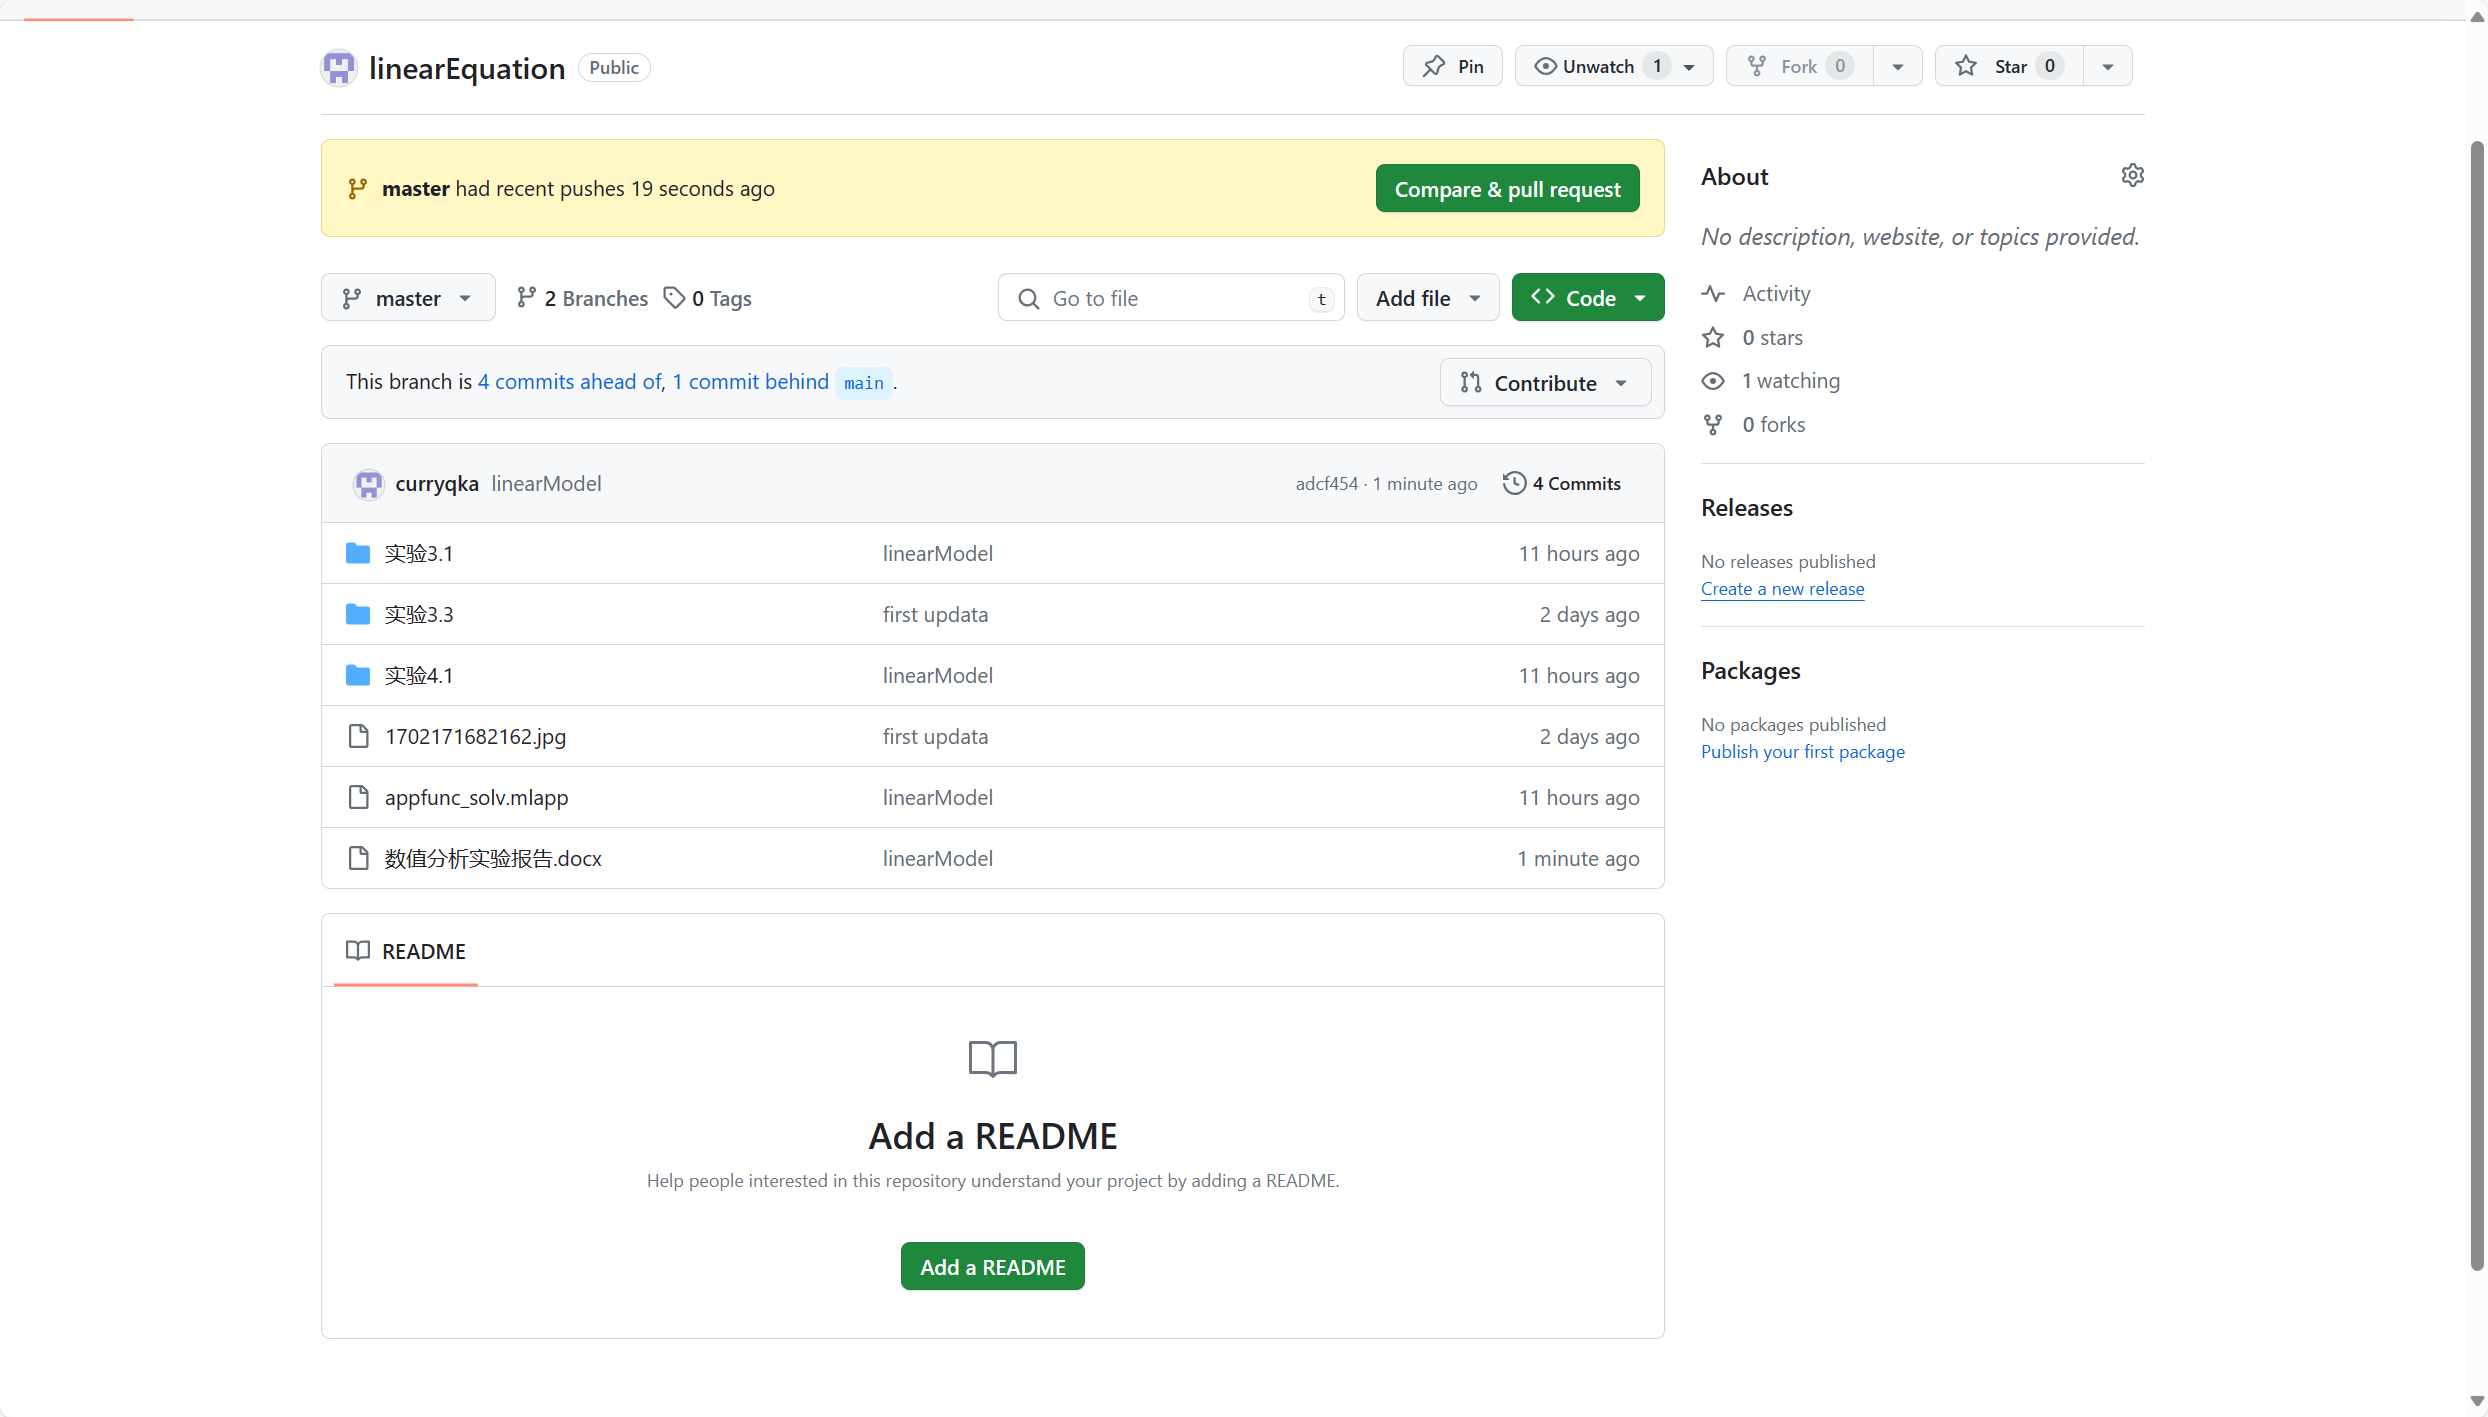 linearEquation Public
Pin
Unwatch 1
Fork 0
Star 0
master had recent pushes 19 seconds ago
Compare & pull request
master
2 Branches
0 Tags
Go to file
t
Add file
Code
This branch is 4 commits ahead of, 1 commit behind main.
Contribute
curryqka linearModel adcf454 · 1 minute ago 4 Commits
实验3.1 linearModel 11 hours ago
实验3.3 first updata 2 days ago
实验4.1 linearModel 11 hours ago
1702171682162.jpg first updata 2 days ago
appfunc_solv.mlapp linearModel 11 hours ago
数值分析实验报告.docx linearModel 1 minute ago
README
Add a README
Help people interested in this repository understand your project by adding a README.
Add a README
About
No description, website, or topics provided.
Activity
0 stars
1 watching
0 forks
Releases
No releases published
Create a new release
Packages
No packages published
Publish your first package